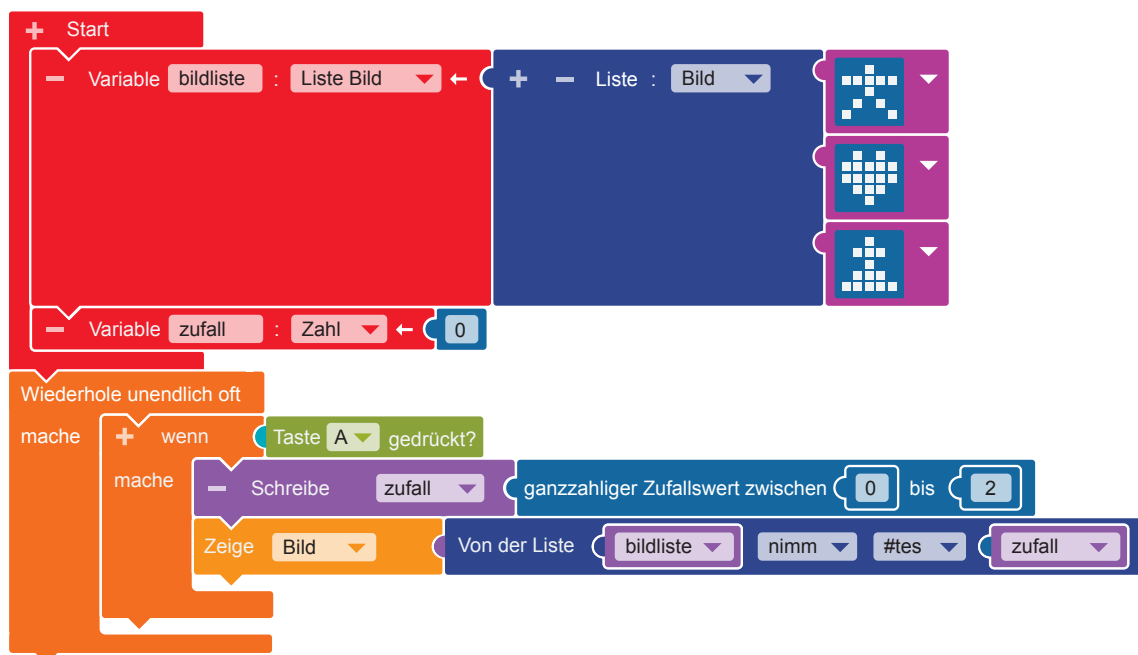 Start
Variable bildliste : Liste Bild ← + − Liste : Bild
Variable zufall : Zahl ← 0
Wiederhole unendlich oft
mache + wenn Taste A gedrückt?
mache − Schreibe zufall ganzzahliger Zufallswert zwischen 0 bis 2
Zeige Bild Von der Liste bildliste nimm #tes zufall